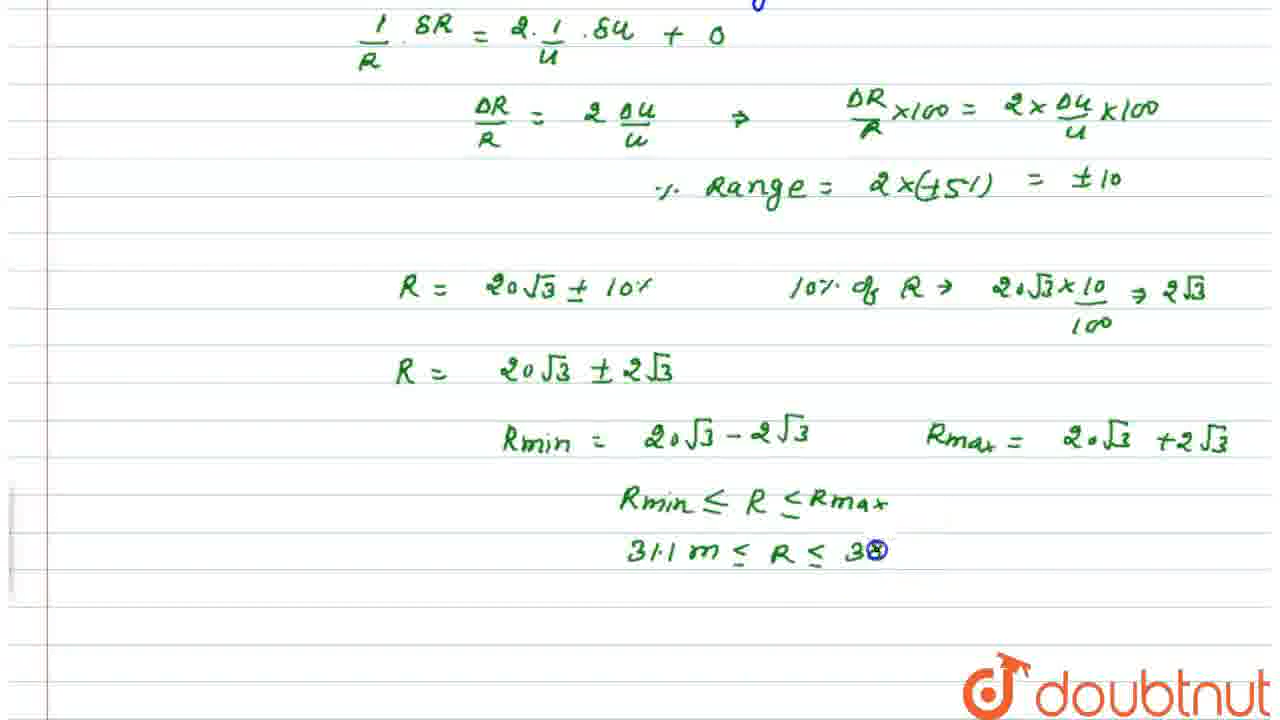 1/R . δR = 2 . 1/u . δu + 0
ΔR/R = 2 Δu/u ⇒ ΔR/R × 100 = 2 × Δu/u × 100
% Range = 2 × (±5%) = ±10
R = 20√3 ± 10% 10% of R → 20√3 × 10/100 ⇒ 2√3
R = 20√3 ± 2√3
Rmin = 20√3 − 2√3 Rmax = 20√3 + 2√3
Rmin ≤ R ≤ Rmax
31.1 m ≤ R ≤ 38
doubtnut